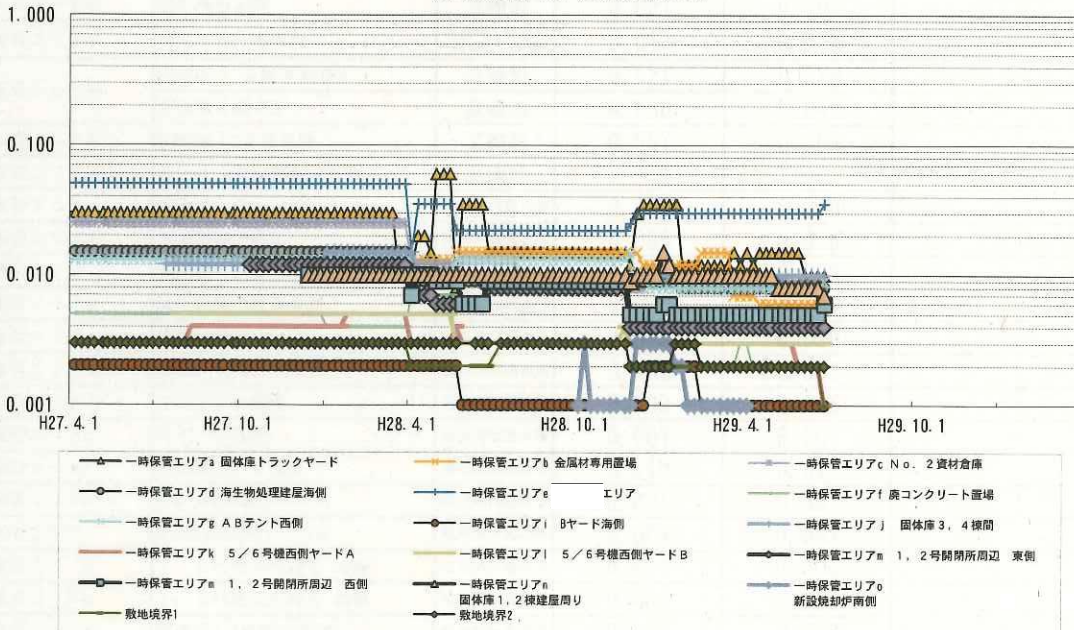 1.000
0.100
0.010
0.001
H27.4.1
H27.10.1
H28.4.1
H28.10.1
H29.4.1
H29.10.1
一時保管エリアa 固体庫トラックヤード
一時保管エリアb 金属材専用置場
一時保管エリアc No.2資材倉庫
一時保管エリアd 海生物処理建屋海側
一時保管エリアe エリア
一時保管エリアf 廃コンクリート置場
一時保管エリアg ABテント西側
一時保管エリアi Bヤード海側
一時保管エリアj 固体庫3,4棟間
一時保管エリアk 5/6号機西側ヤードA
一時保管エリアl 5/6号機西側ヤードB
一時保管エリアm 1,2号開閉所周辺 東側
一時保管エリアm 1,2号開閉所周辺 西側
一時保管エリアn
固体庫1,2棟建屋周り
一時保管エリアo
新設焼却炉南側
敷地境界1
敷地境界2